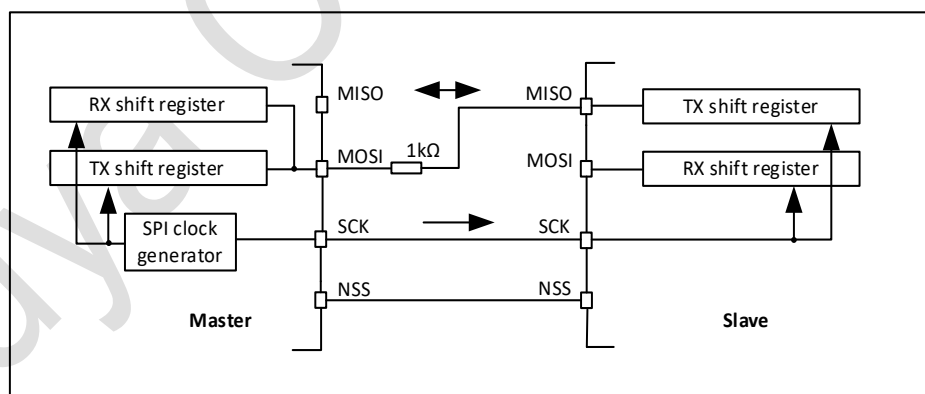 MISO
MISO
RX shift register
TX shift register
1kΩ
MOSI
MOSI
TX shift register
RX shift register
SCK
SCK
SPI clock
generator
NSS
NSS
Master
Slave